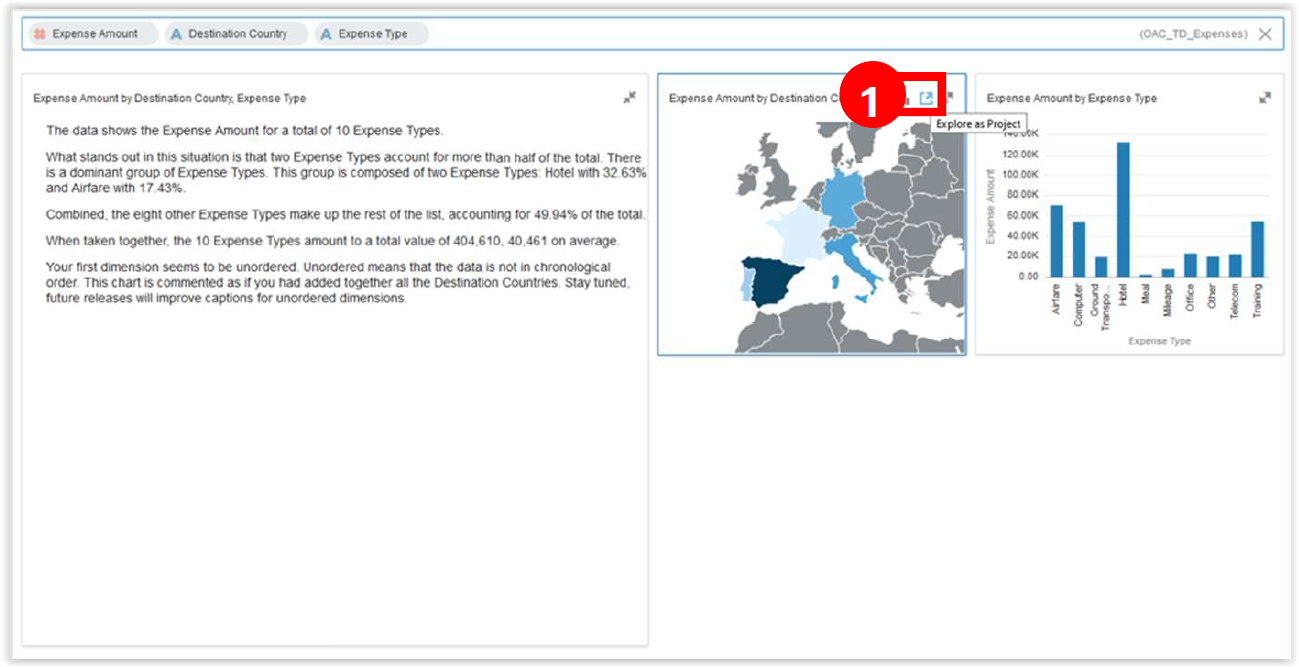 Expense Amount
Destination Country
Expense Type
(OAC_TD_Expenses)
Expense Amount by Destination Country, Expense Type
The data shows the Expense Amount for a total of 10 Expense Types.
What stands out in this situation is that two Expense Types account for more than half of the total. There
is a dominant group of Expense Types. This group is composed of two Expense Types: Hotel with 32.63%
and Airfare with 17.43%.
Combined, the eight other Expense Types make up the rest of the list, accounting for 49.94% of the total.
When taken together, the 10 Expense Types amount to a total value of 404,610, 40,461 on average.
Your first dimension seems to be unordered. Unordered means that the data is not in chronological
order. This chart is commented as if you had added together all the Destination Countries. Stay tuned,
future releases will improve captions for unordered dimensions.
Expense Amount by Destination C
1
Explore as Project
Expense Amount by Expense Type
140.00K
120.00K
100.00K
80.00K
60.00K
40.00K
20.00K
0.00
Expense Amount
Airfare
Computer
Ground
Transpo...
Hotel
Meal
Mileage
Office
Other
Telecom
Training
Expense Type